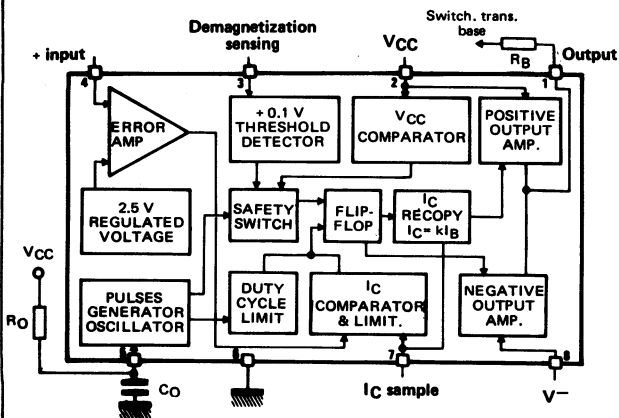 Switch. trans.
base
Demagnetization
sensing
VCC
+ input
RB
Output
4
3
2
1
ERROR
AMP
+ 0.1 V
THRESHOLD
DETECTOR
VCC
COMPARATOR
POSITIVE
OUTPUT
AMP.
2.5 V
REGULATED
VOLTAGE
SAFETY
SWITCH
FLIP-
FLOP
IC
RECOPY
IC= kIB
VCC
RO
PULSES
GENERATOR
OSCILLATOR
DUTY
CYCLE
LIMIT
IC
COMPARATOR
& LIMIT.
NEGATIVE
OUTPUT
AMP.
5
6
7
8
CO
IC sample
V—